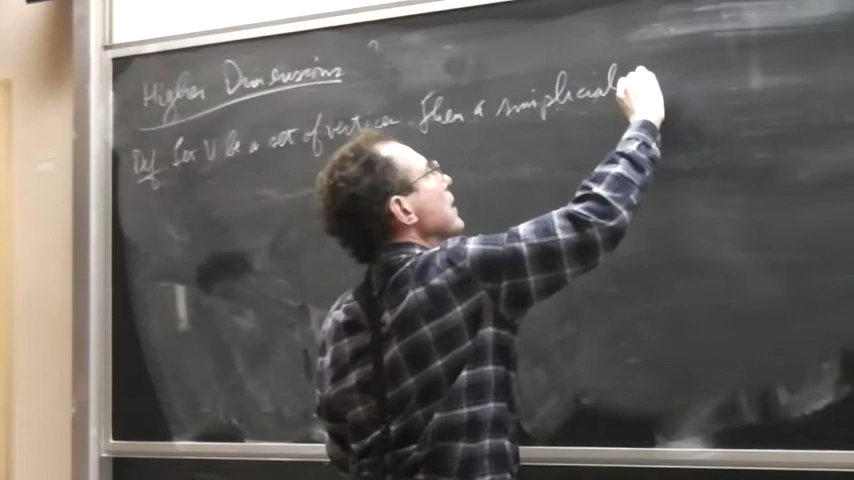 Higher Dimensions ?
Def Let V be a set of vertices. Then a simplicial